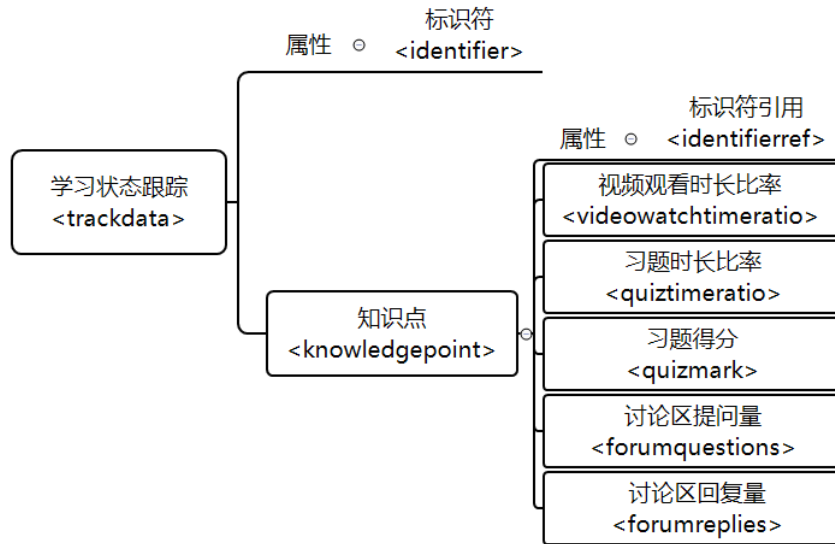 属性
标识符
<identifier>
学习状态跟踪
<trackdata>
知识点
<knowledgepoint>
属性
标识符引用
<identifierref>
视频观看时长比率
<videowatchtimeratio>
习题时长比率
<quiztimeratio>
习题得分
<quizmark>
讨论区提问量
<forumquestions>
讨论区回复量
<forumreplies>